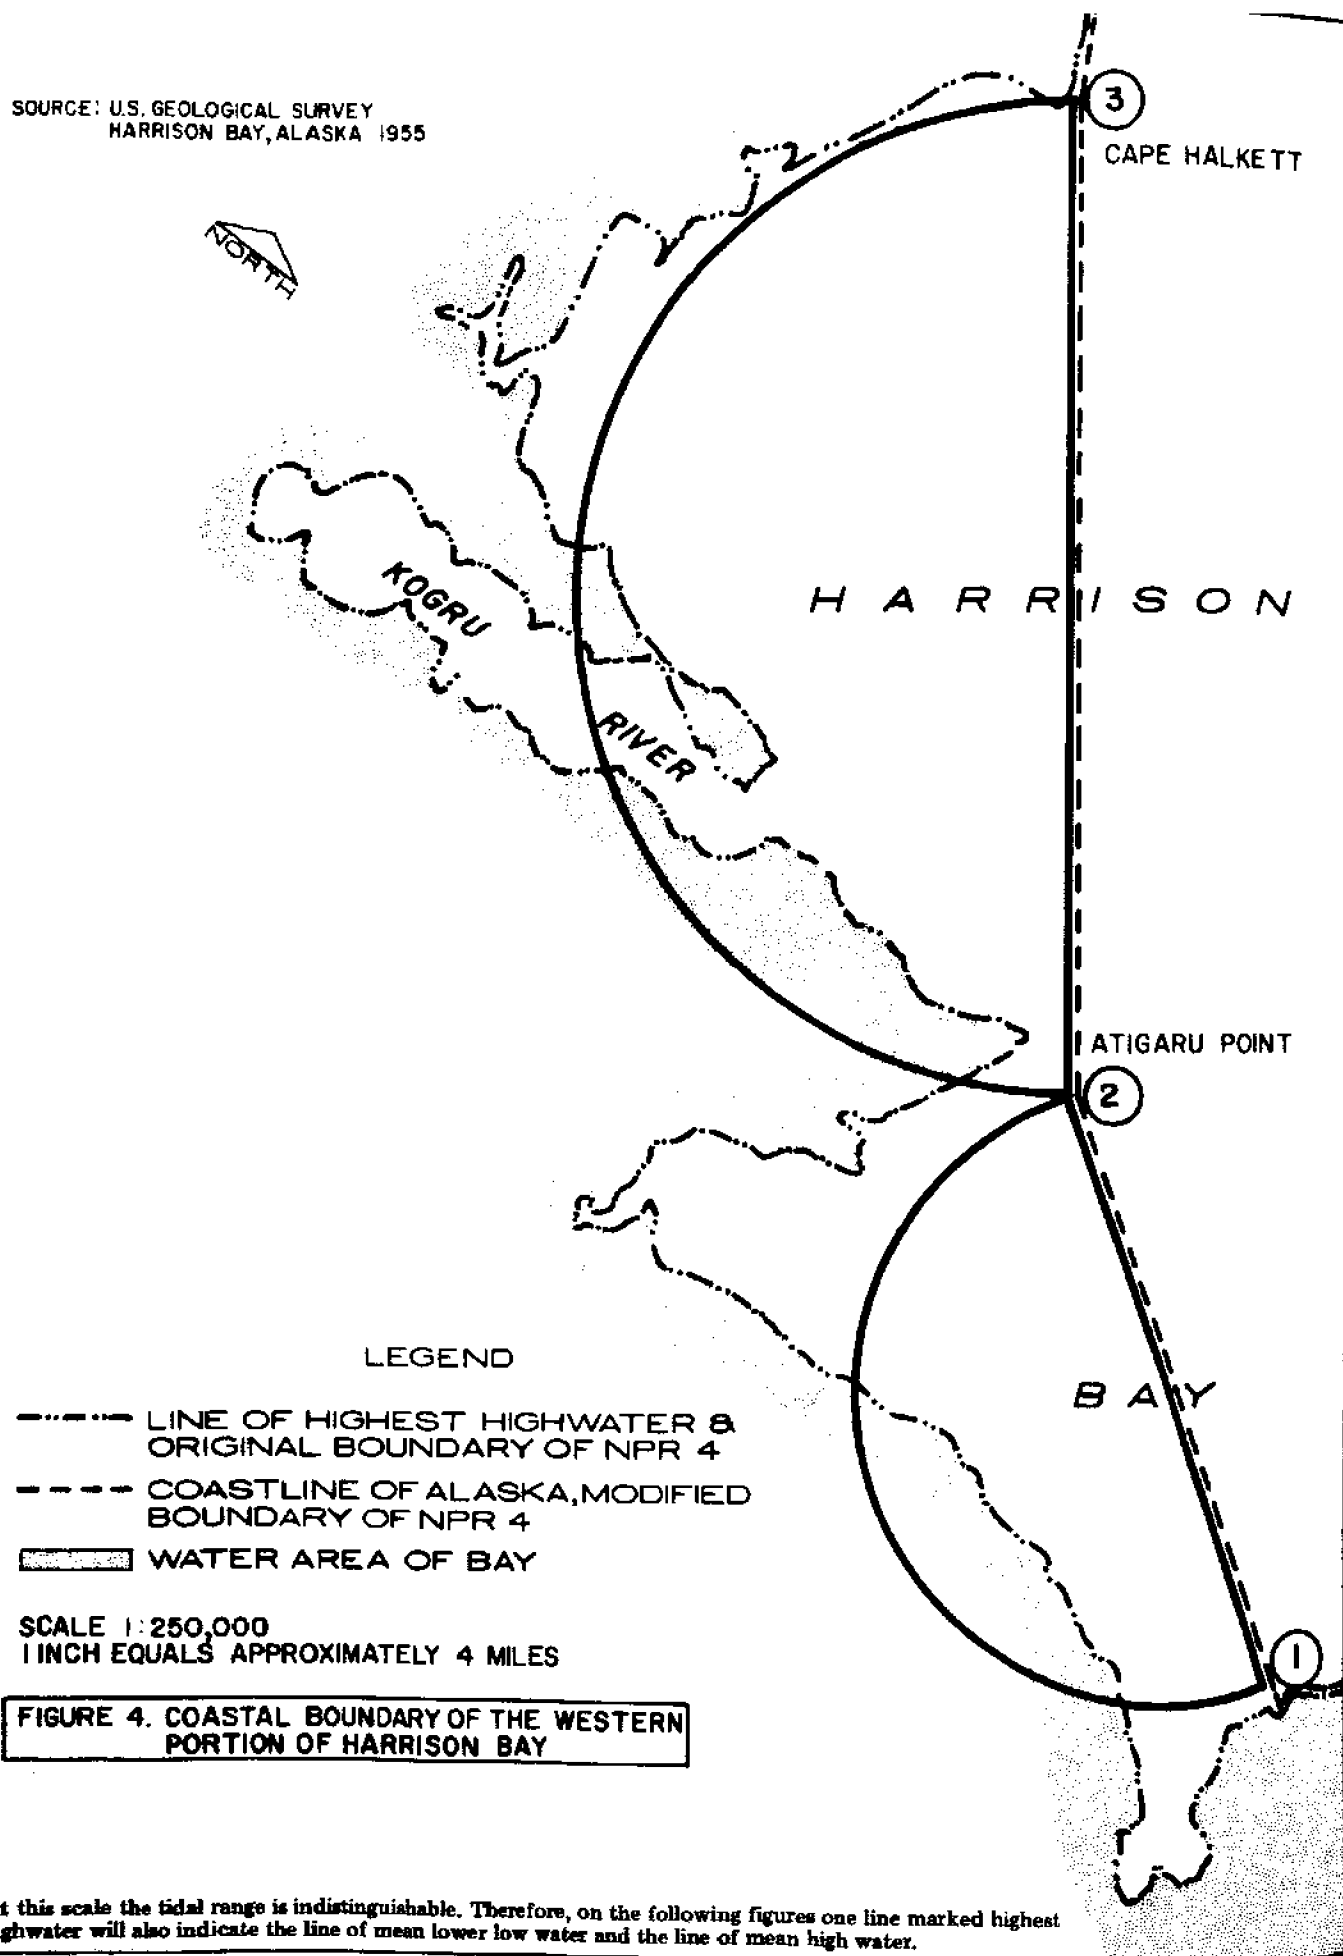 SOURCE: U.S. GEOLOGICAL SURVEY
HARRISON BAY, ALASKA 1955
NORTH
3
CAPE HALKETT
KOGRU
RIVER
HARRISON
ATIGARU POINT
2
BAY
1
LEGEND
LINE OF HIGHEST HIGHWATER &
ORIGINAL BOUNDARY OF NPR 4
COASTLINE OF ALASKA, MODIFIED
BOUNDARY OF NPR 4
WATER AREA OF BAY
SCALE 1:250,000
1 INCH EQUALS APPROXIMATELY 4 MILES
FIGURE 4. COASTAL BOUNDARY OF THE WESTERN
PORTION OF HARRISON BAY
t this scale the tidal range is indistinguishable. Therefore, on the following figures one line marked highest
ghwater will also indicate the line of mean lower low water and the line of mean high water.